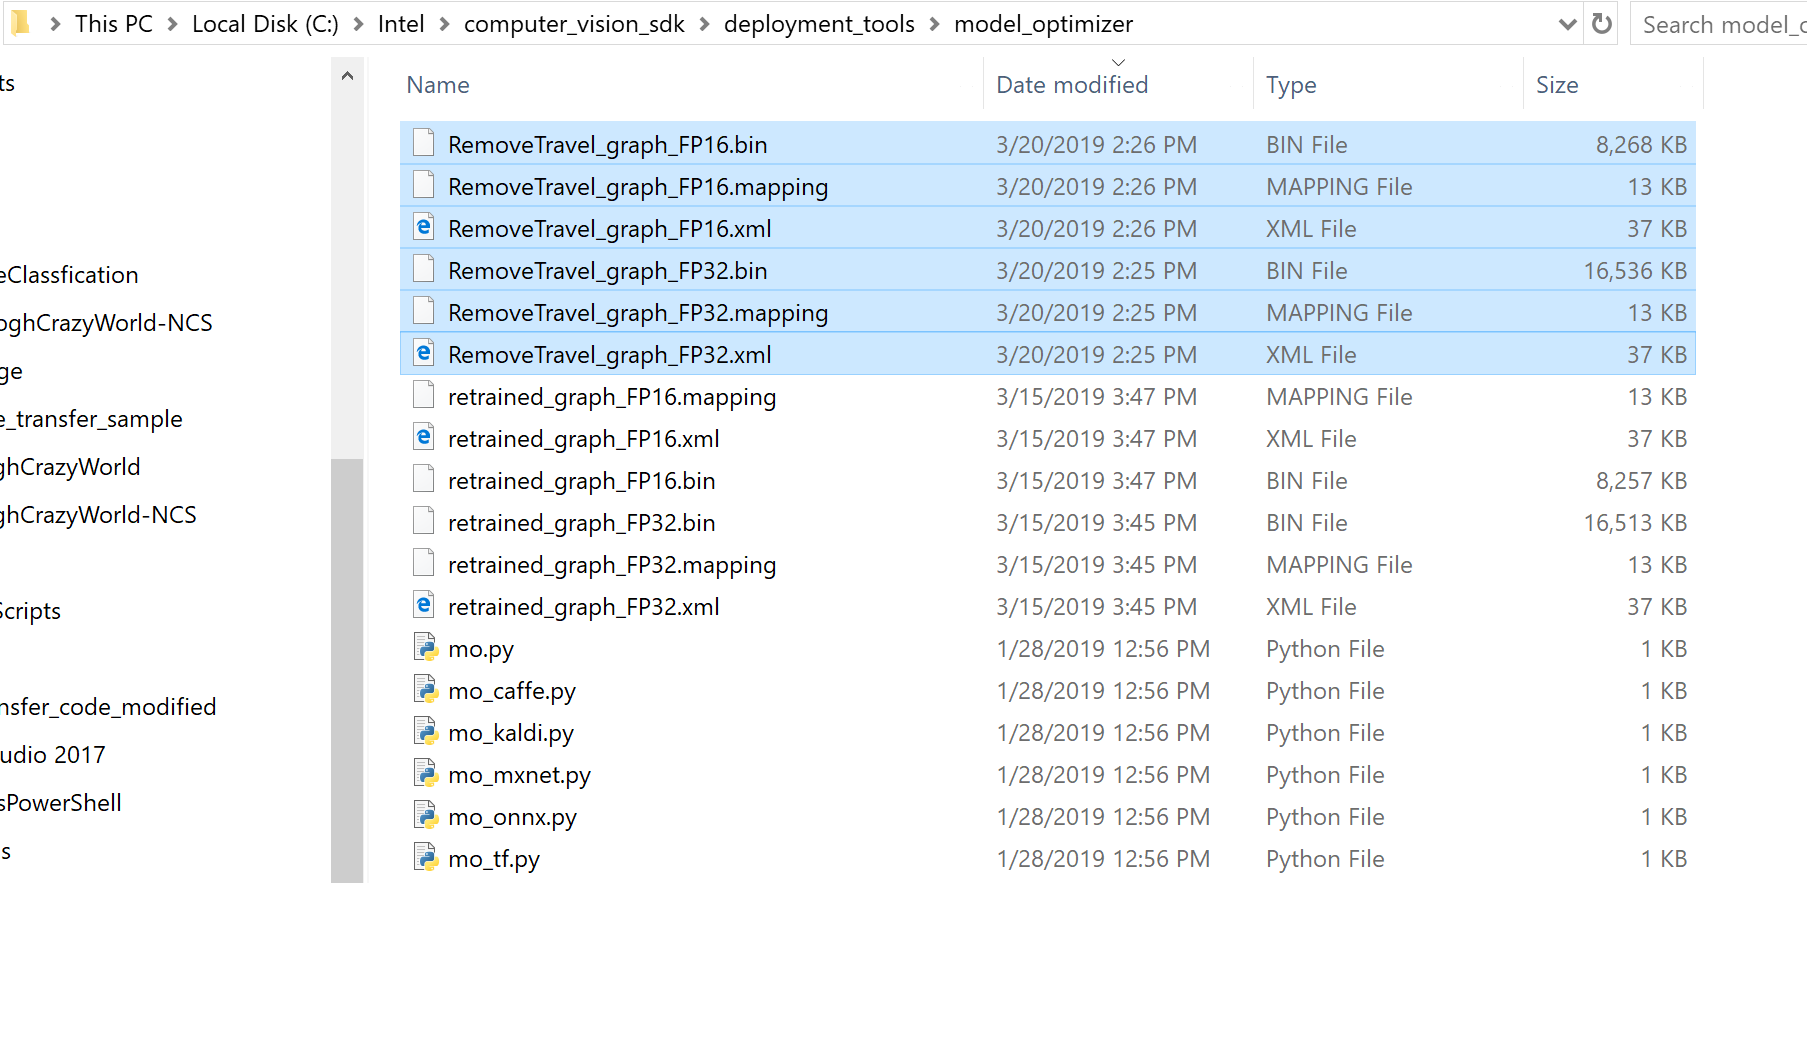 This PC > Local Disk (C:) > Intel > computer_vision_sdk > deployment_tools > model_optimizer
Search model_o
ts
eClassfication
oghCrazyWorld-NCS
ge
e_transfer_sample
ghCrazyWorld
ghCrazyWorld-NCS
Scripts
nsfer_code_modified
udio 2017
sPowerShell
s
Name Date modified Type Size
RemoveTravel_graph_FP16.bin 3/20/2019 2:26 PM BIN File 8,268 KB
RemoveTravel_graph_FP16.mapping 3/20/2019 2:26 PM MAPPING File 13 KB
RemoveTravel_graph_FP16.xml 3/20/2019 2:26 PM XML File 37 KB
RemoveTravel_graph_FP32.bin 3/20/2019 2:25 PM BIN File 16,536 KB
RemoveTravel_graph_FP32.mapping 3/20/2019 2:25 PM MAPPING File 13 KB
RemoveTravel_graph_FP32.xml 3/20/2019 2:25 PM XML File 37 KB
retrained_graph_FP16.mapping 3/15/2019 3:47 PM MAPPING File 13 KB
retrained_graph_FP16.xml 3/15/2019 3:47 PM XML File 37 KB
retrained_graph_FP16.bin 3/15/2019 3:47 PM BIN File 8,257 KB
retrained_graph_FP32.bin 3/15/2019 3:45 PM BIN File 16,513 KB
retrained_graph_FP32.mapping 3/15/2019 3:45 PM MAPPING File 13 KB
retrained_graph_FP32.xml 3/15/2019 3:45 PM XML File 37 KB
mo.py 1/28/2019 12:56 PM Python File 1 KB
mo_caffe.py 1/28/2019 12:56 PM Python File 1 KB
mo_kaldi.py 1/28/2019 12:56 PM Python File 1 KB
mo_mxnet.py 1/28/2019 12:56 PM Python File 1 KB
mo_onnx.py 1/28/2019 12:56 PM Python File 1 KB
mo_tf.py 1/28/2019 12:56 PM Python File 1 KB